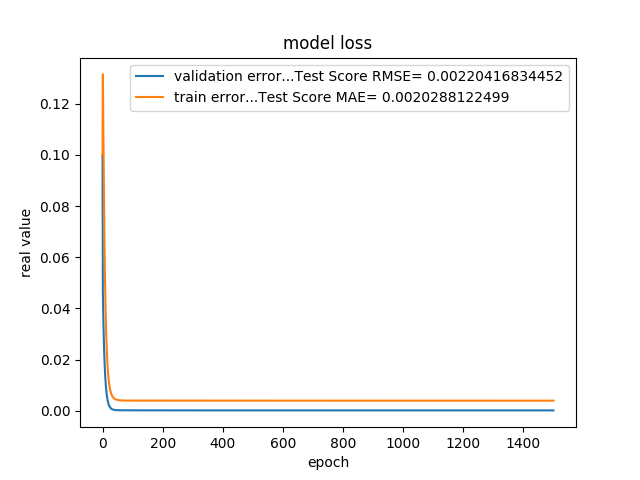 model loss
validation error...Test Score RMSE= 0.00220416834452
train error...Test Score MAE= 0.0020288122499
real value
0.12
0.10
0.08
0.06
0.04
0.02
0.00
0 200 400 600 800 1000 1200 1400
epoch